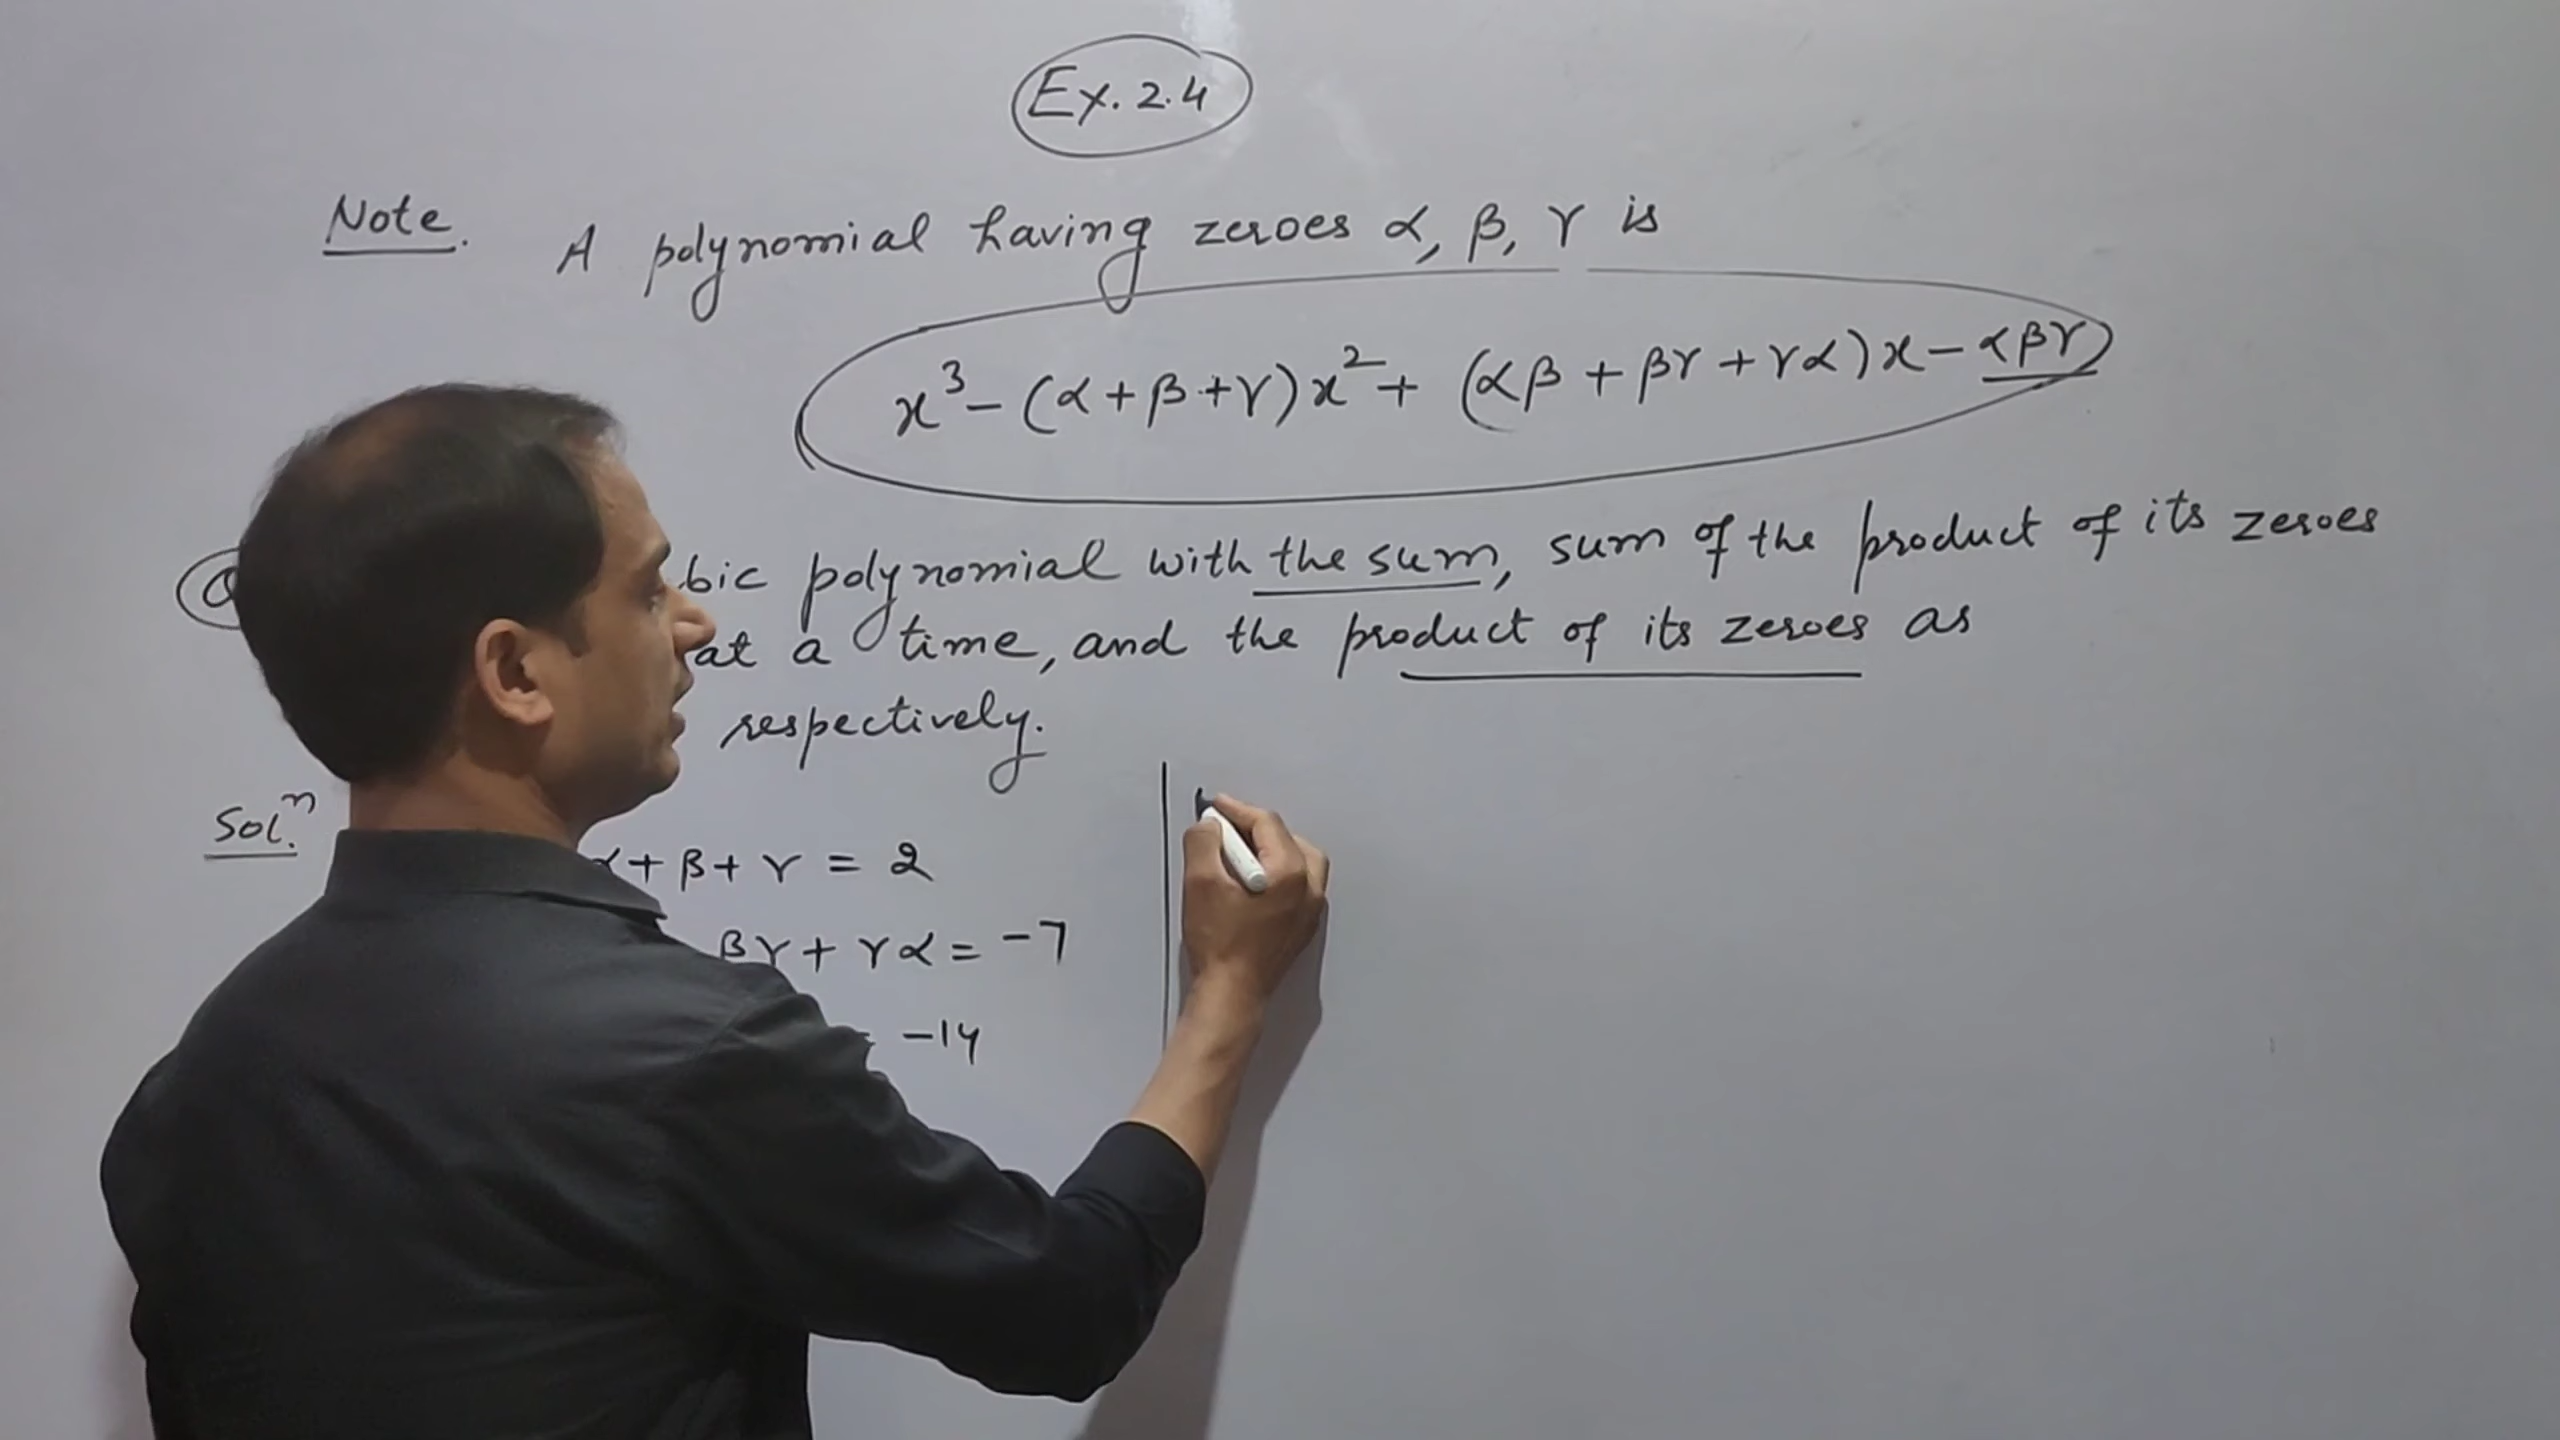 Ex. 2.4
Note. A polynomial having zeroes α, β, γ is
x³ - (α + β + γ) x² + (αβ + βγ + γα) x - αβγ
polynomial with the sum, sum of the product of its zeroes
at a time, and the product of its zeroes as
respectively.
Solⁿ.
α + β + γ = 2
βγ + γα = -7
= -14